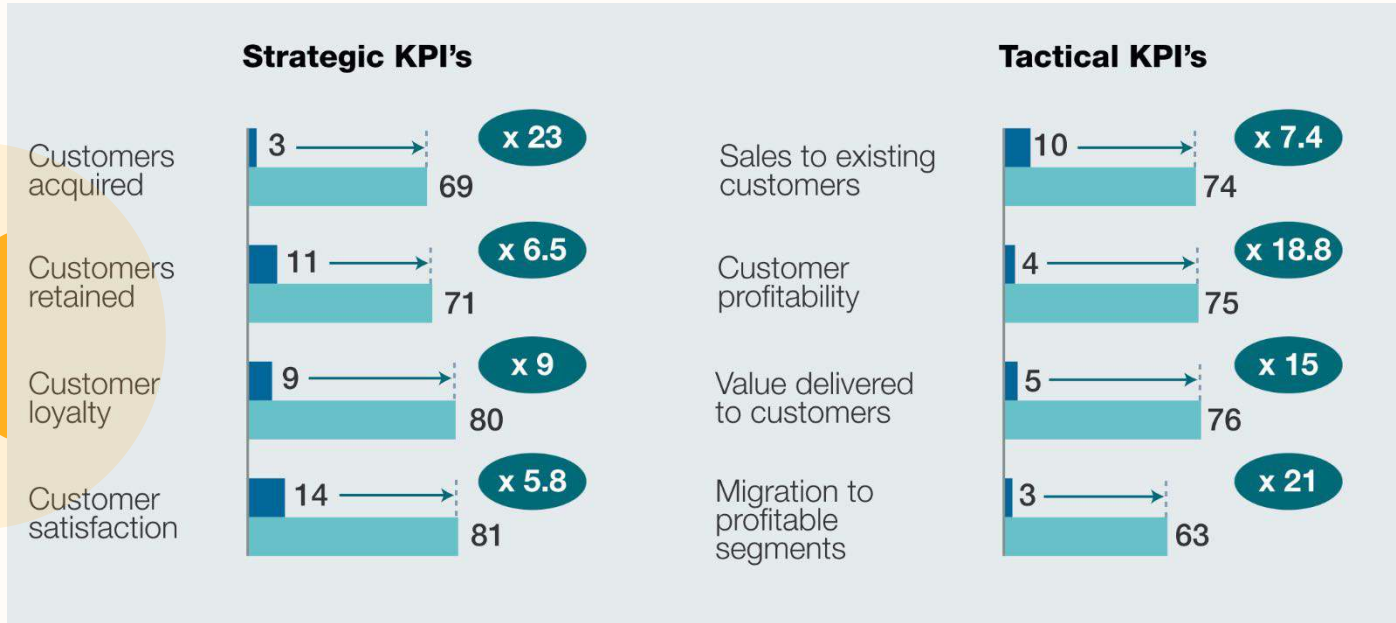 Strategic KPI's
Customers
acquired
3
69
x 23
Customers
retained
11
71
x 6.5
Customer
loyalty
9
80
x 9
Customer
satisfaction
14
81
x 5.8
Tactical KPI's
Sales to existing
customers
10
74
x 7.4
Customer
profitability
4
75
x 18.8
Value delivered
to customers
5
76
x 15
Migration to
profitable
segments
3
63
x 21